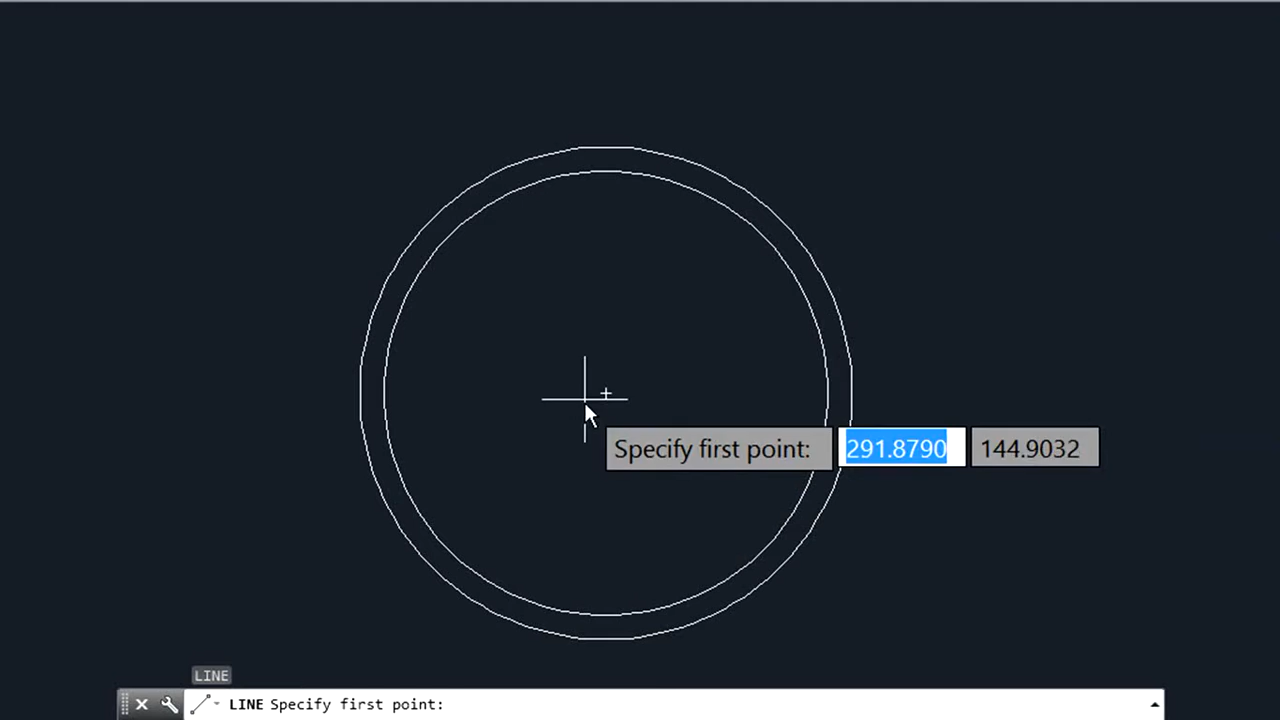 Specify first point: 291.8790 144.9032
LINE
LINE Specify first point: